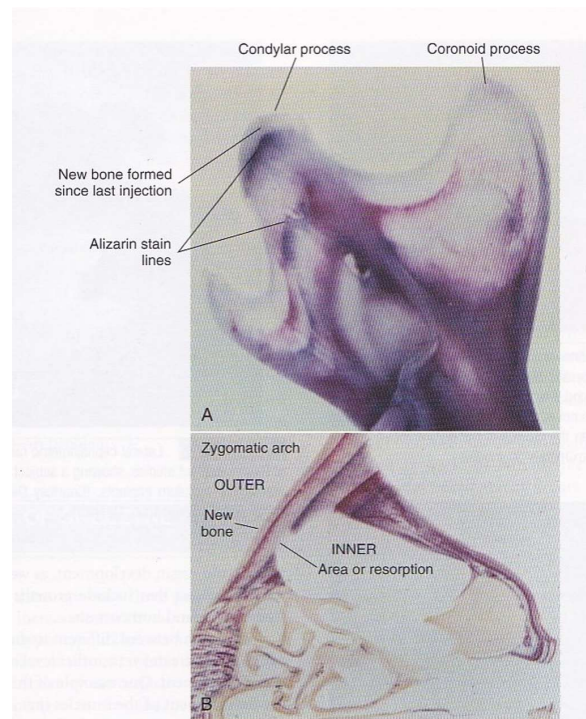 Condylar process
Coronoid process
New bone formed
since last injection
Alizarin stain
lines
A
Zygomatic arch
OUTER
New
bone
INNER
Area or resorption
B